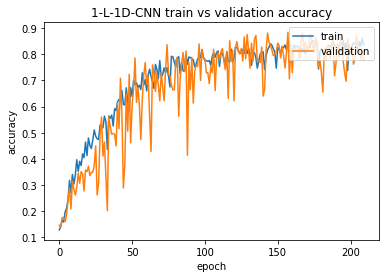 1-L-1D-CNN train vs validation accuracy
train
validation
0.9
0.8
0.7
0.6
0.5
0.4
0.3
0.2
0.1
accuracy
0
50
100
150
200
epoch